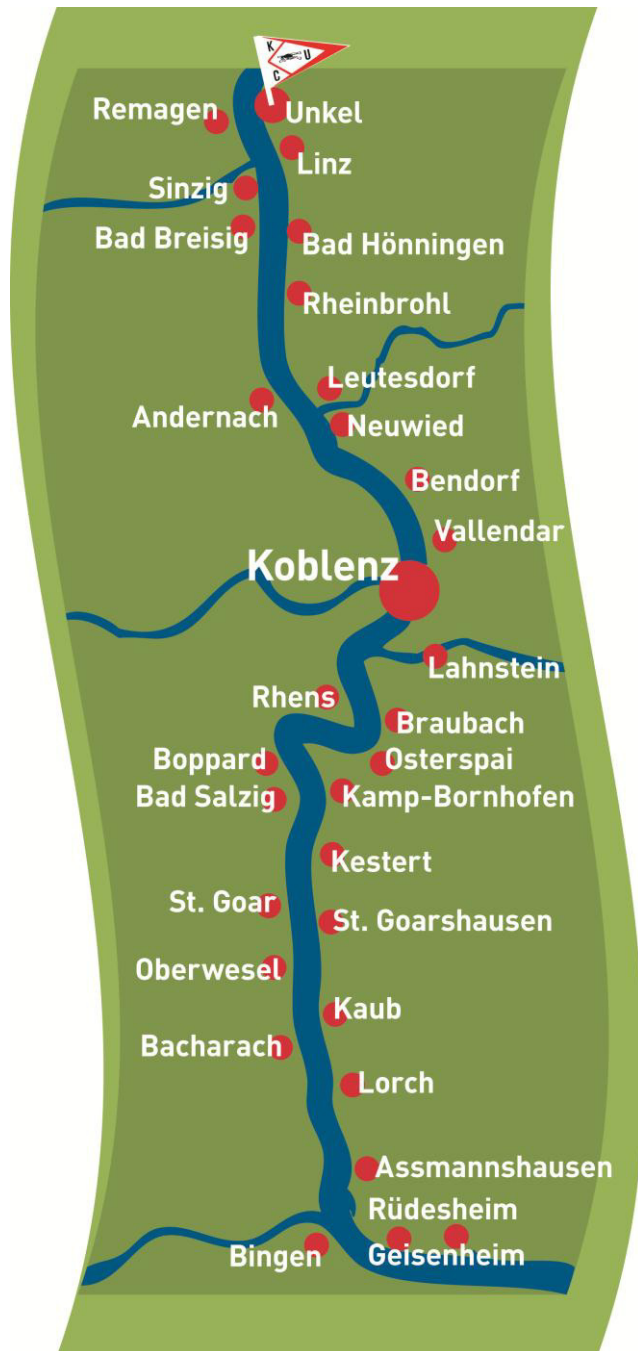 K
U
C
Remagen
Unkel
Linz
Sinzig
Bad Breisig
Bad Hönningen
Rheinbrohl
Leutesdorf
Andernach
Neuwied
Bendorf
Vallendar
Koblenz
Lahnstein
Rhens
Braubach
Boppard
Osterspai
Bad Salzig
Kamp-Bornhofen
Kestert
St. Goar
St. Goarshausen
Oberwesel
Kaub
Bacharach
Lorch
Assmannshausen
Rüdesheim
Bingen
Geisenheim